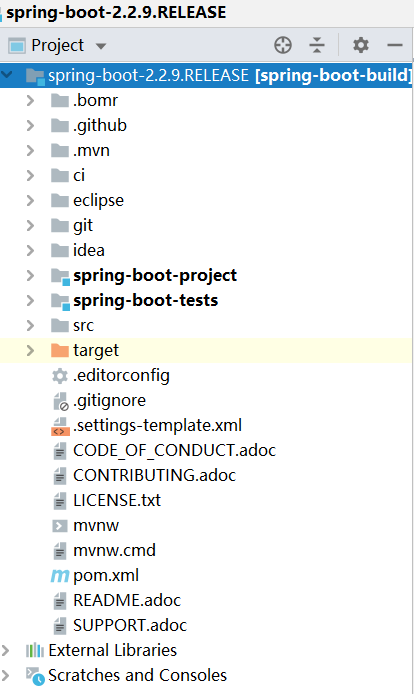 spring-boot-2.2.9.RELEASE
Project
spring-boot-2.2.9.RELEASE [spring-boot-build]
.bomr
.github
.mvn
ci
eclipse
git
idea
spring-boot-project
spring-boot-tests
src
target
.editorconfig
.gitignore
.settings-template.xml
CODE_OF_CONDUCT.adoc
CONTRIBUTING.adoc
LICENSE.txt
mvnw
mvnw.cmd
pom.xml
README.adoc
SUPPORT.adoc
External Libraries
Scratches and Consoles